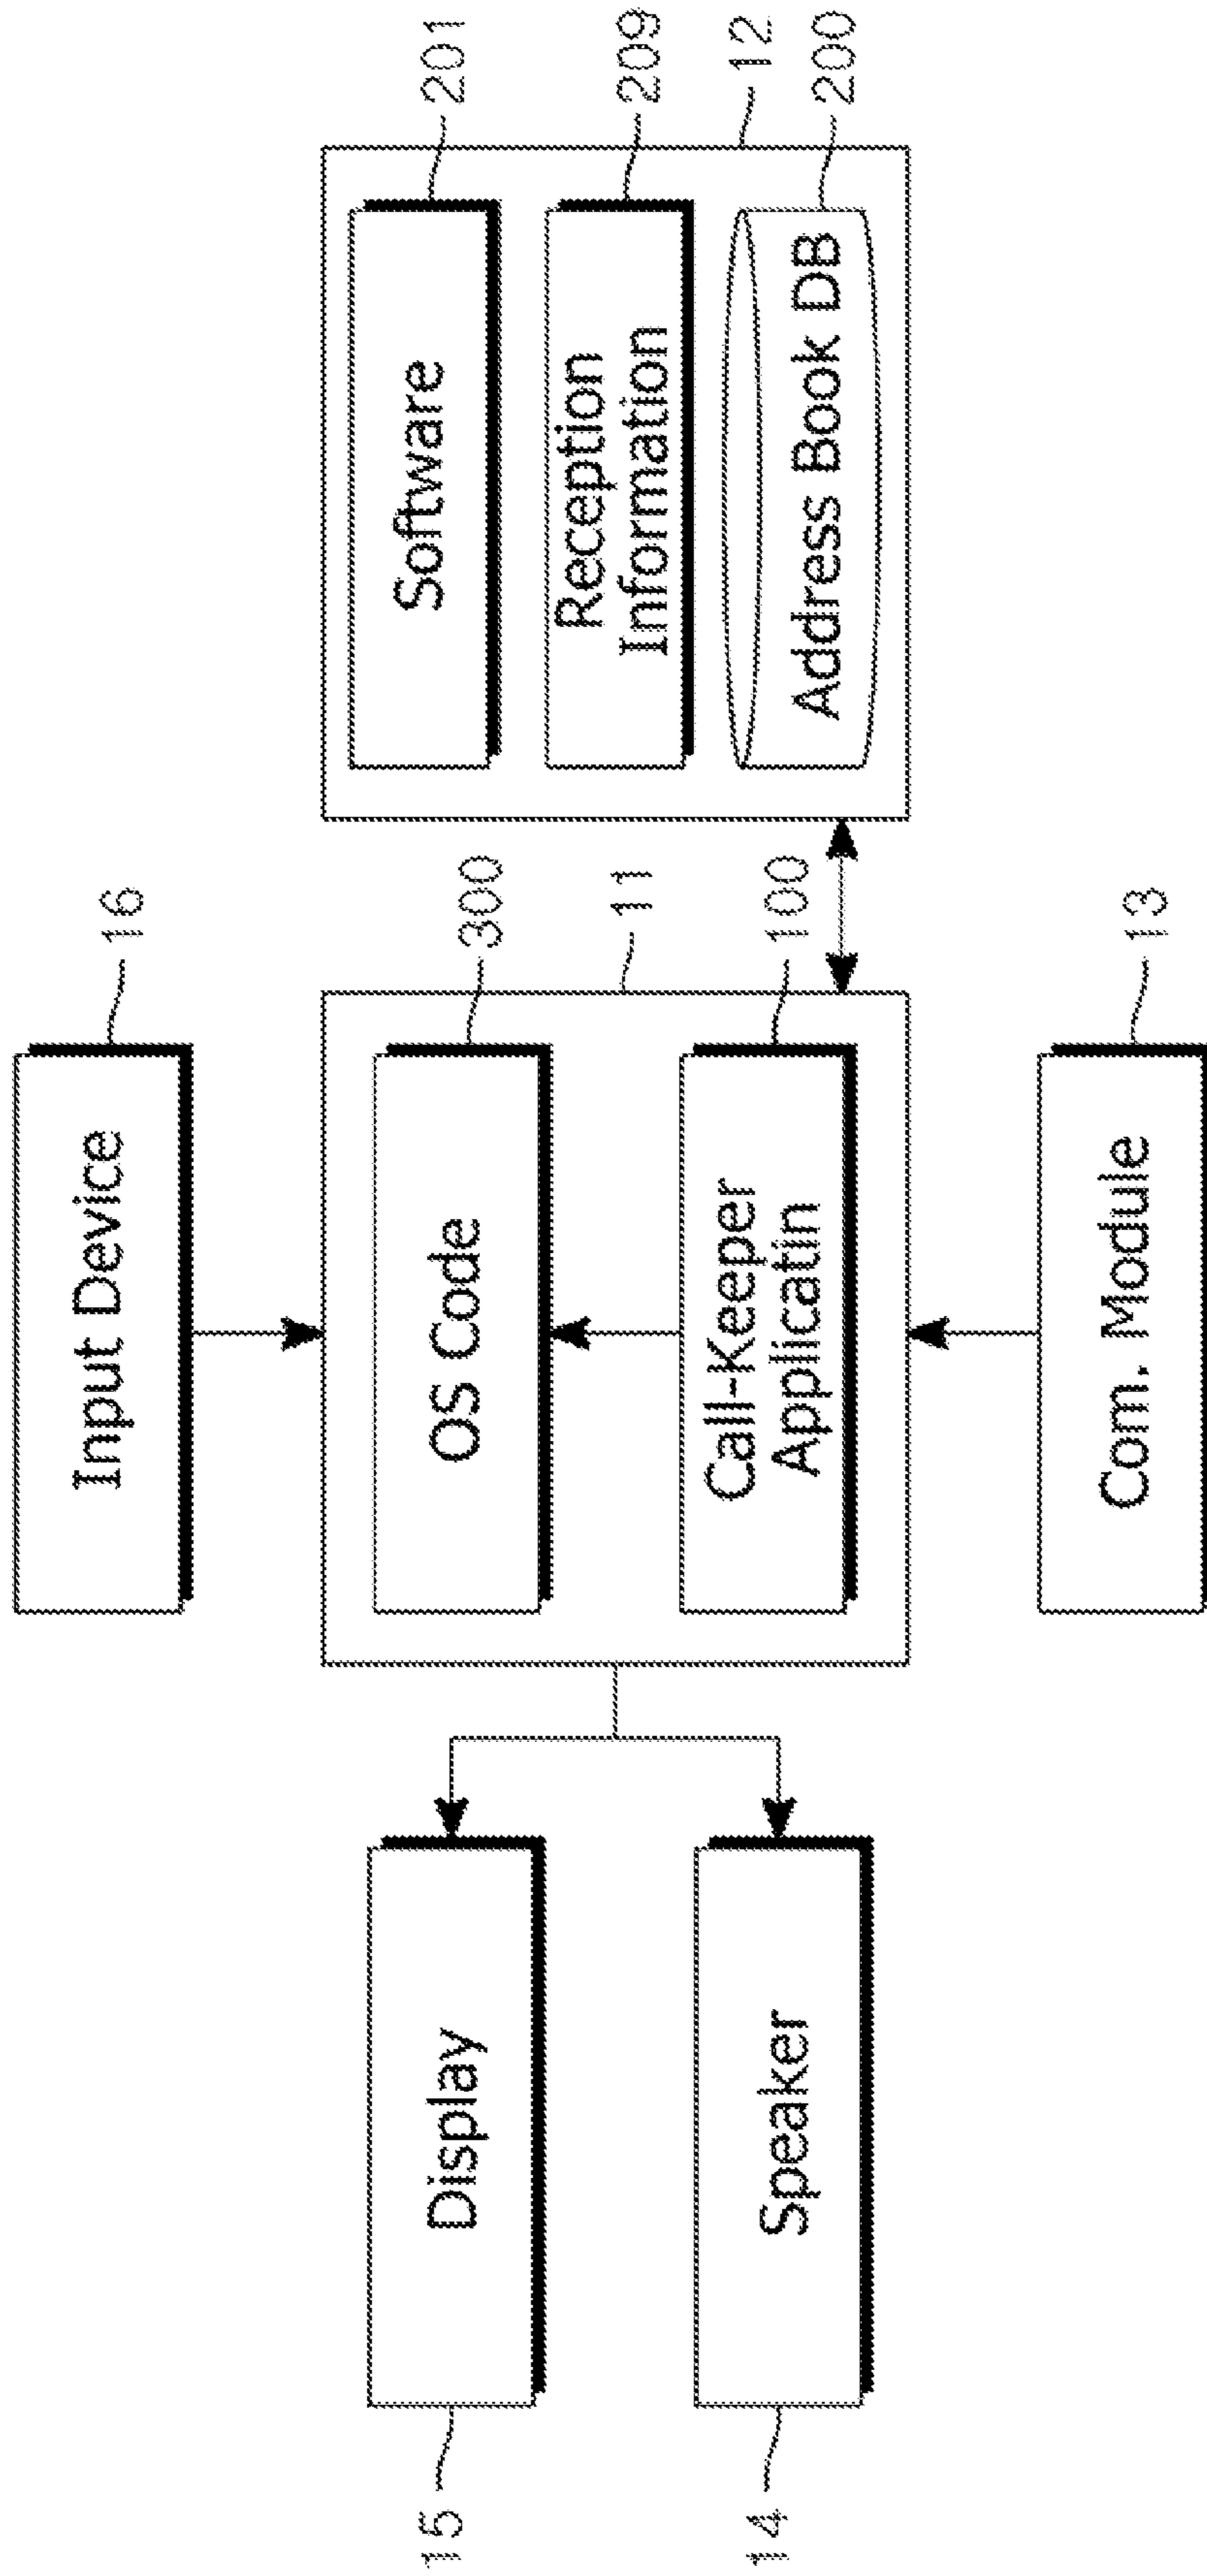 Input Device
16
Display
15
Speaker
14
OS Code
300
11
Call-Keeper
Applicatin
100
Software
201
Reception
Information
209
12
Address Book DB
200
Com. Module
13